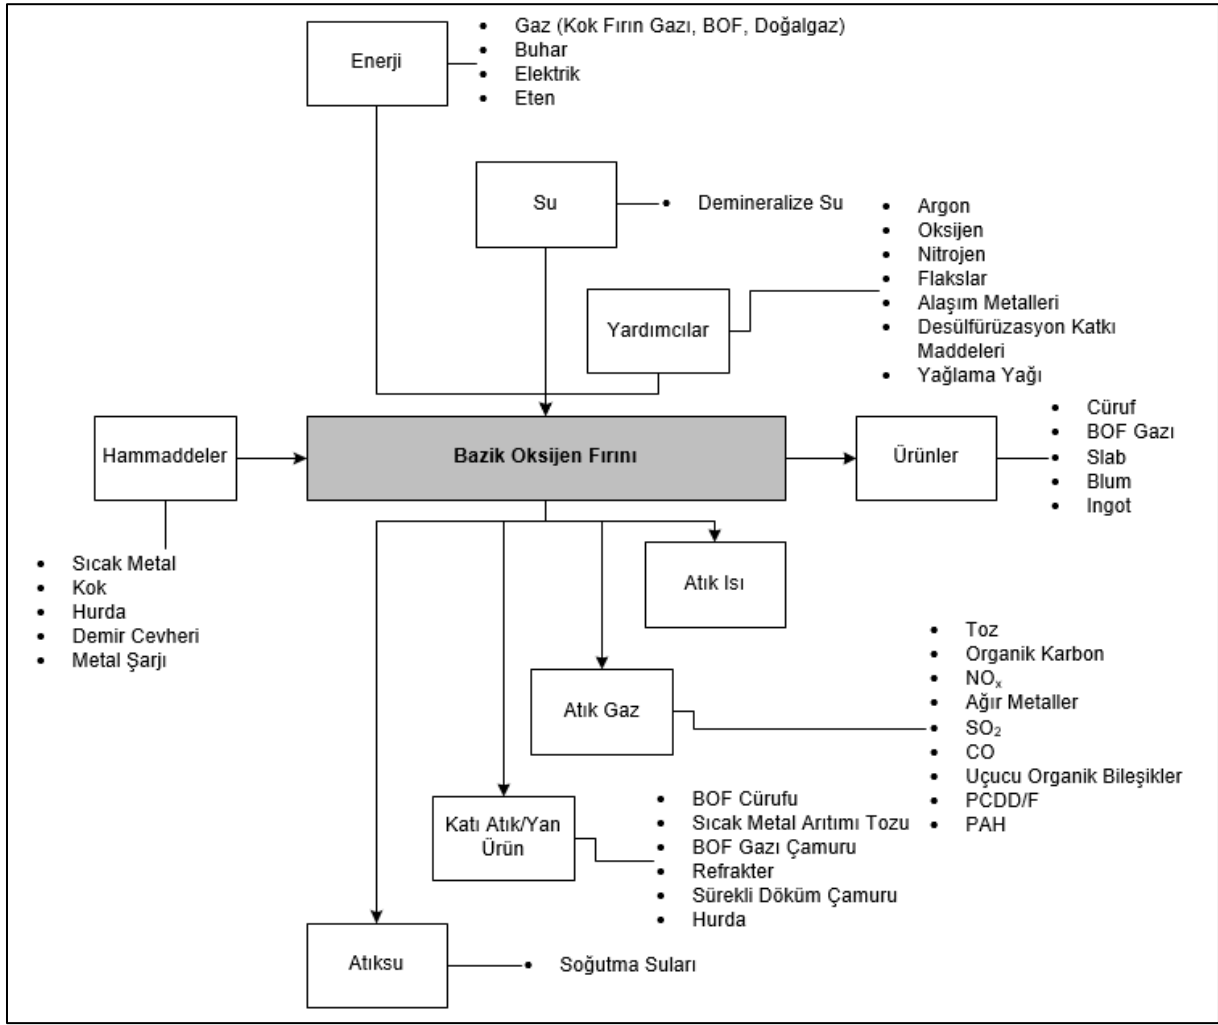 Enerji
• Gaz (Kok Fırın Gazı, BOF, Doğalgaz)
• Buhar
• Elektrik
• Eten
Su
• Demineralize Su
Yardımcılar
• Argon
• Oksijen
• Nitrojen
• Flakslar
• Alaşım Metalleri
• Desülfürüzasyon Katkı
Maddeleri
• Yağlama Yağı
Hammaddeler
• Sıcak Metal
• Kok
• Hurda
• Demir Cevheri
• Metal Şarjı
Bazik Oksijen Fırını
Ürünler
• Cüruf
• BOF Gazı
• Slab
• Blum
• Ingot
Atık Isı
Atık Gaz
• Toz
• Organik Karbon
• NOₓ
• Ağır Metaller
• SO₂
• CO
• Uçucu Organik Bileşikler
• PCDD/F
• PAH
Katı Atık/Yan
Ürün
• BOF Cürufu
• Sıcak Metal Arıtımı Tozu
• BOF Gazı Çamuru
• Refrakter
• Sürekli Döküm Çamuru
• Hurda
Atıksu
• Soğutma Suları